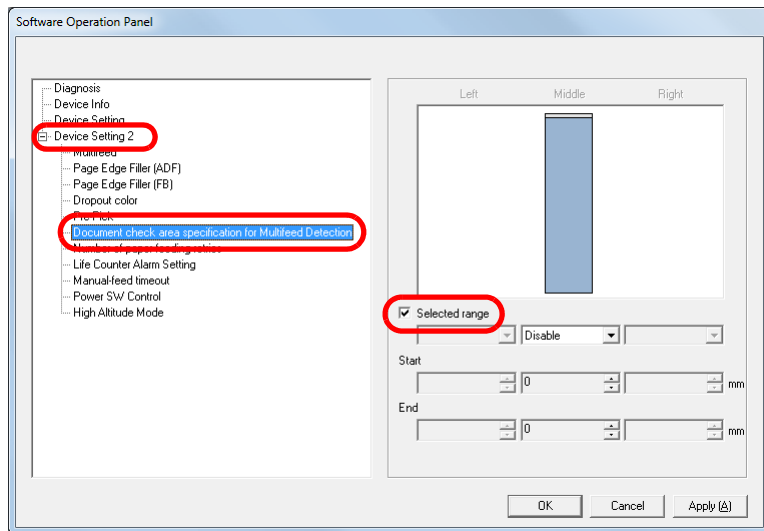 Software Operation Panel
Diagnosis
Device Info
Device Setting
Device Setting 2
Multifeed
Page Edge Filler (ADF)
Page Edge Filler (FB)
Dropout color
Pre-Pick
Document check area specification for Multifeed Detection
Number of paper feeding retries
Life Counter Alarm Setting
Manual-feed timeout
Power SW Control
High Altitude Mode
Left Middle Right
Selected range
Disable
Start
0 mm
End
0 mm
OK Cancel Apply (A)